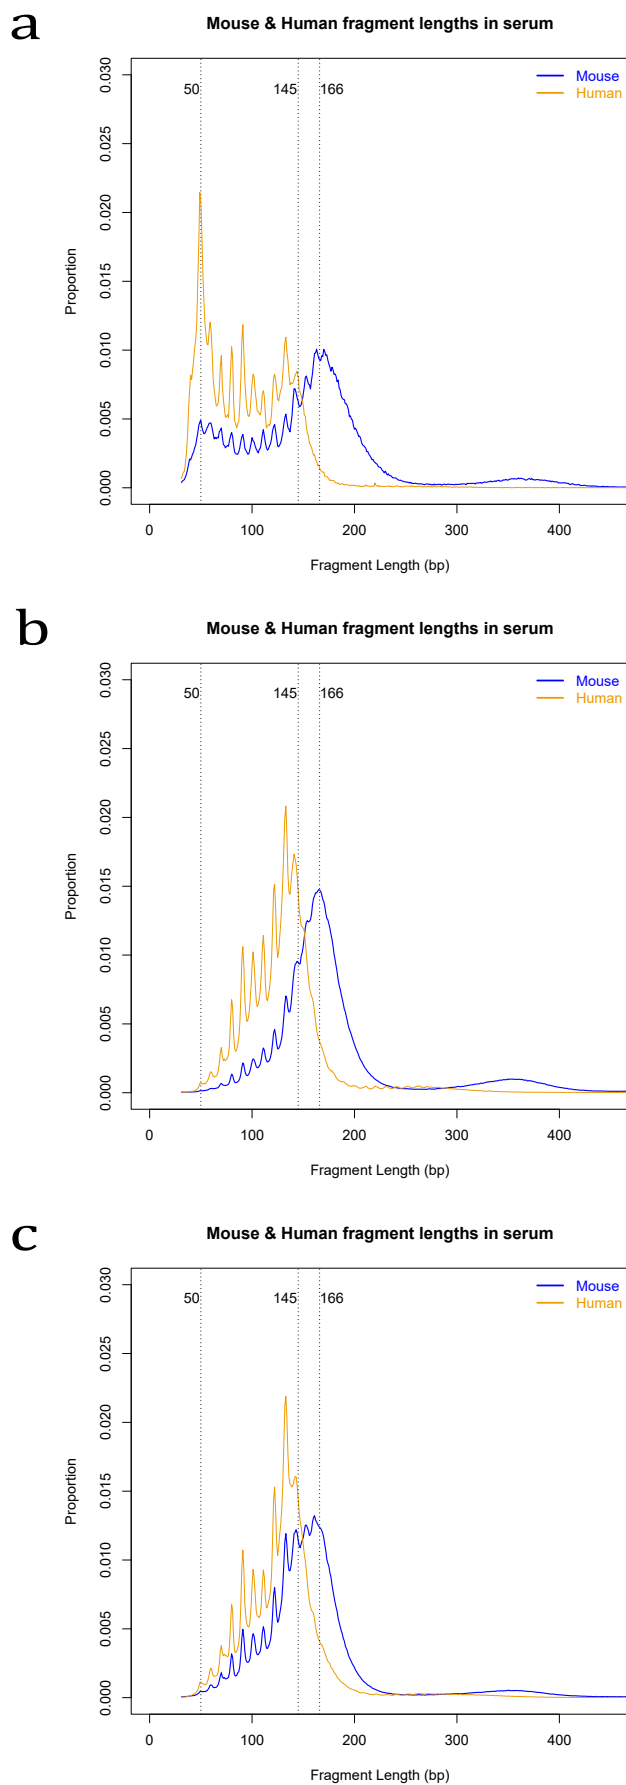 a
Mouse & Human fragment lengths in serum
0.030
0.025
0.020
0.015
0.010
0.005
0.000
Proportion
50
145
166
Mouse
Human
0
100
200
300
400
Fragment Length (bp)
b
Mouse & Human fragment lengths in serum
0.030
0.025
0.020
0.015
0.010
0.005
0.000
Proportion
50
145
166
Mouse
Human
0
100
200
300
400
Fragment Length (bp)
c
Mouse & Human fragment lengths in serum
0.030
0.025
0.020
0.015
0.010
0.005
0.000
Proportion
50
145
166
Mouse
Human
0
100
200
300
400
Fragment Length (bp)